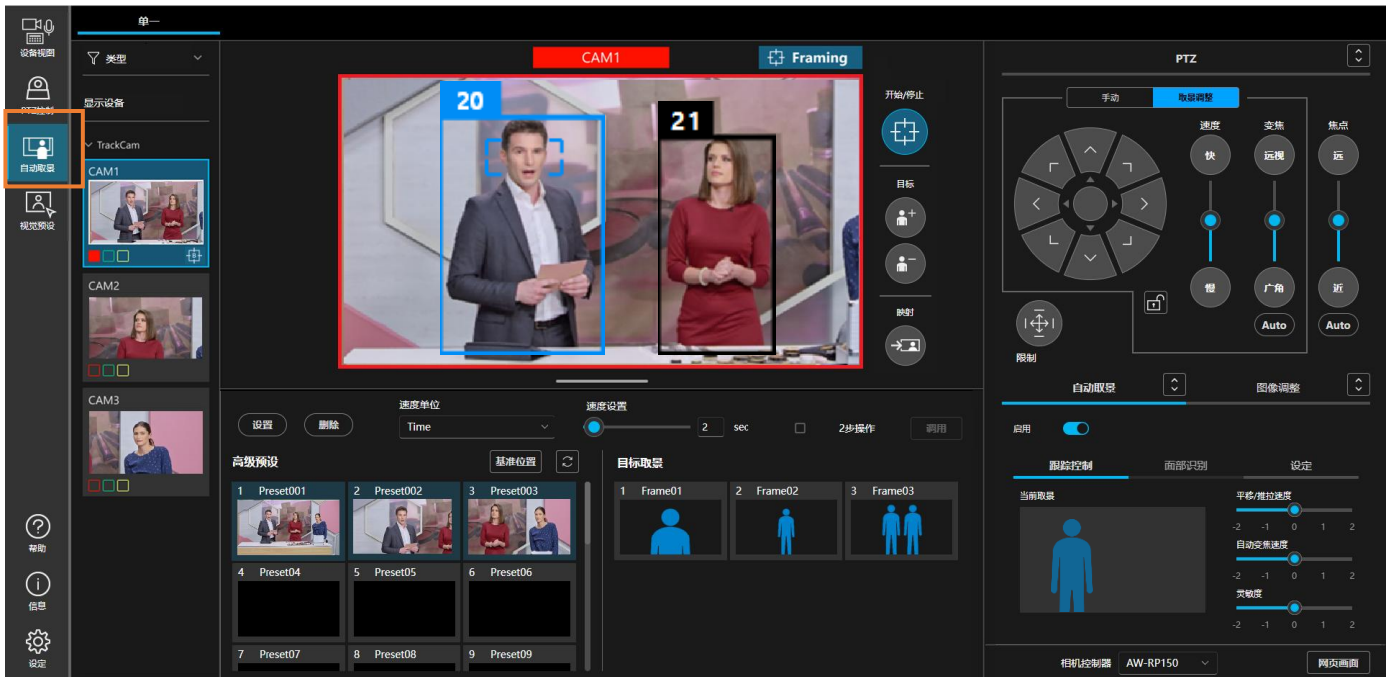 设备视图
PTZ控制
自动取景
视觉预设
帮助
信息
设定
单一
类型
显示设备
TrackCam
CAM1
CAM2
CAM3
CAM1
Framing
20
21
开始/停止
目标
映射
设置
删除
速度单位
Time
速度设置
2 sec
2步操作
调用
高级预设
基准位置
1 Preset001
2 Preset002
3 Preset003
4 Preset04
5 Preset05
6 Preset06
7 Preset07
8 Preset08
9 Preset09
目标取景
1 Frame01
2 Frame02
3 Frame03
PTZ
手动
取景调整
速度
变焦
焦点
快
远摄
远
慢
广角
近
Auto
Auto
限制
自动取景
图像调整
启用
跟踪控制
面部识别
设定
当前取景
平移/推拉速度
-2 -1 0 1 2
自动变焦速度
-2 -1 0 1 2
灵敏度
-2 -1 0 1 2
相机控制器
AW-RP150
网页画面